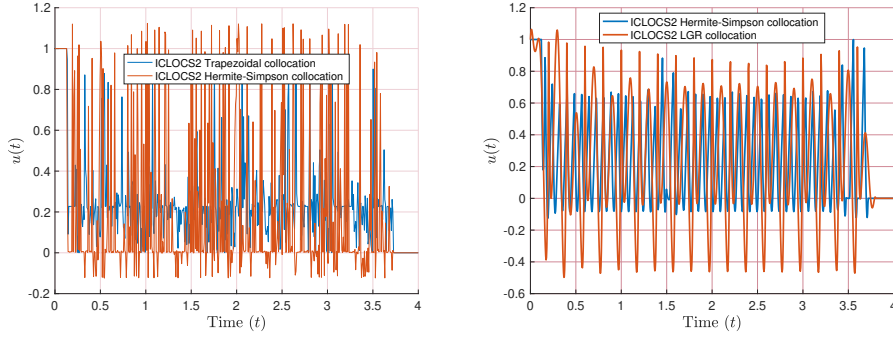 1.2
1
0.8
0.6
0.4
0.2
0
-0.2
u(t)
0 0.5 1 1.5 2 2.5 3 3.5 4
Time (t)
ICLOCS2 Trapezoidal collocation
ICLOCS2 Hermite-Simpson collocation
1.2
1
0.8
0.6
0.4
0.2
0
-0.2
-0.4
-0.6
u(t)
0 0.5 1 1.5 2 2.5 3 3.5 4
Time (t)
ICLOCS2 Hermite-Simpson collocation
ICLOCS2 LGR collocation